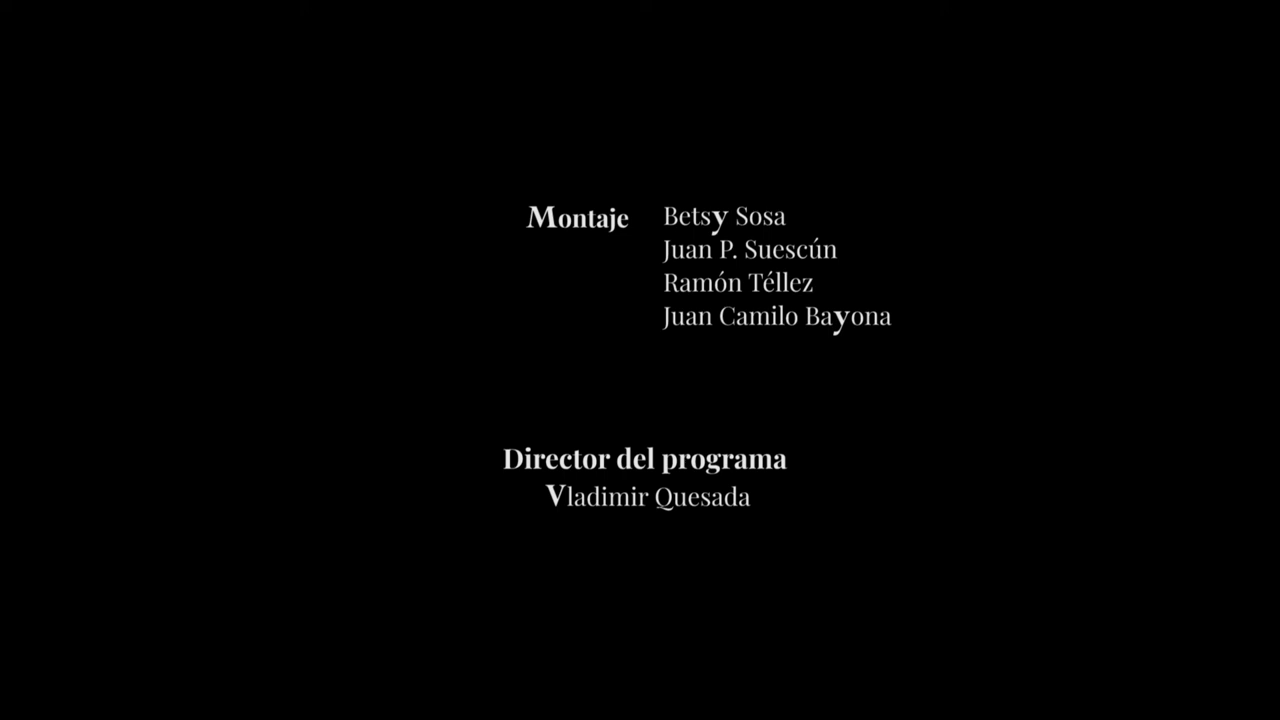 Montaje Betsy Sosa
Juan P. Suescún
Ramón Téllez
Juan Camilo Bayona
Director del programa
Vladimir Quesada